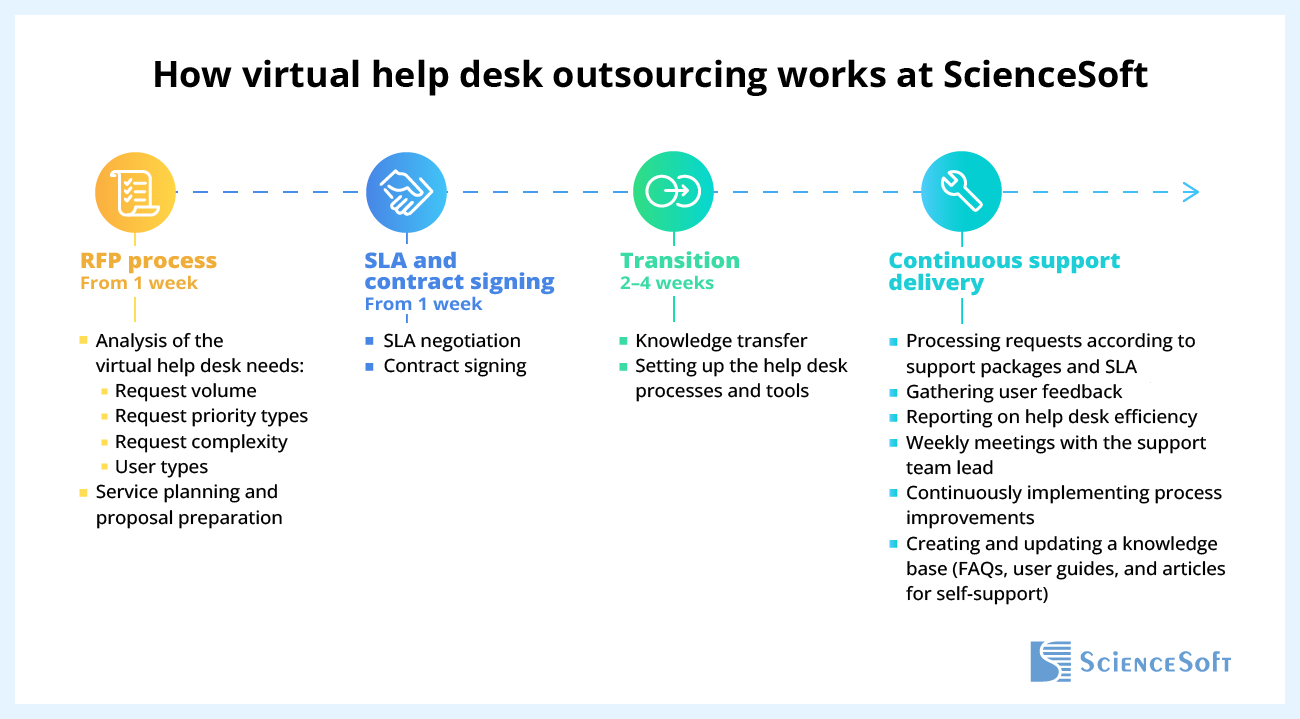 How virtual help desk outsourcing works at ScienceSoft
RFP process
From 1 week
Analysis of the
virtual help desk needs:
Request volume
Request priority types
Request complexity
User types
Service planning and
proposal preparation
SLA and
contract signing
From 1 week
SLA negotiation
Contract signing
Transition
2–4 weeks
Knowledge transfer
Setting up the help desk
processes and tools
Continuous support
delivery
Processing requests according to
support packages and SLA
Gathering user feedback
Reporting on help desk efficiency
Weekly meetings with the support
team lead
Continuously implementing process
improvements
Creating and updating a knowledge
base (FAQs, user guides, and articles
for self-support)
ScienceSoft